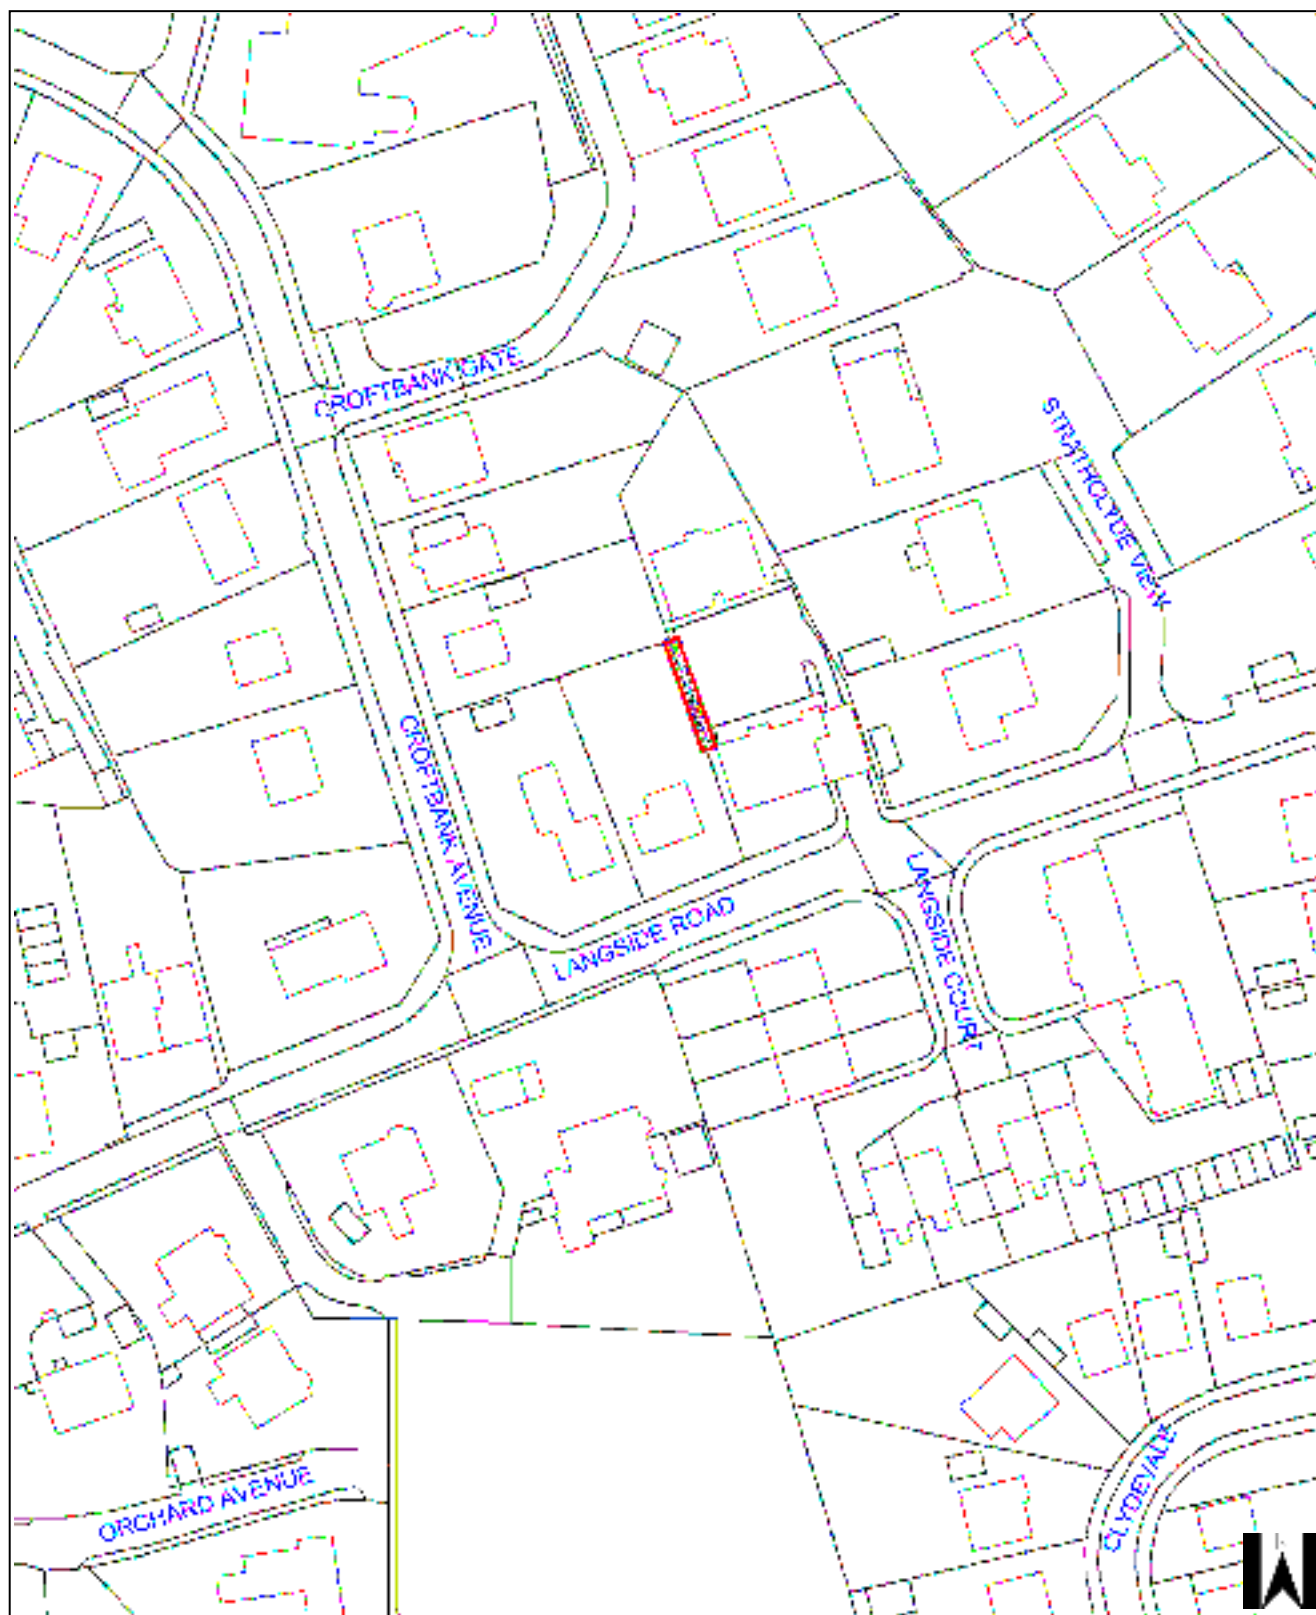 CROFTBANK GATE
STRATHCLYDE VIEW
CROFTBANK AVENUE
LANGSIDE ROAD
LANGSIDE COURT
CLYDEVALE
ORCHARD AVENUE